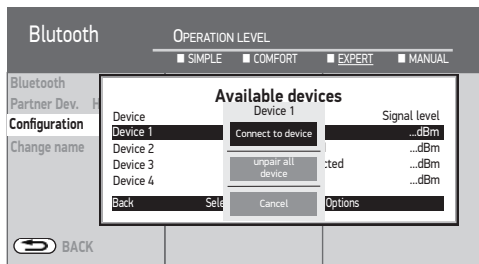 Blutooth
OPERATION LEVEL
SIMPLE COMFORT EXPERT MANUAL
Bluetooth
Partner Dev. H
Configuration
Change name
Available devices
Device Signal level
Device 1 ...dBm
Device 2 ...dBm
Device 3 cted ...dBm
Device 4 ...dBm
Back Sele Options
Device 1
Connect to device
unpair all
device
Cancel
BACK